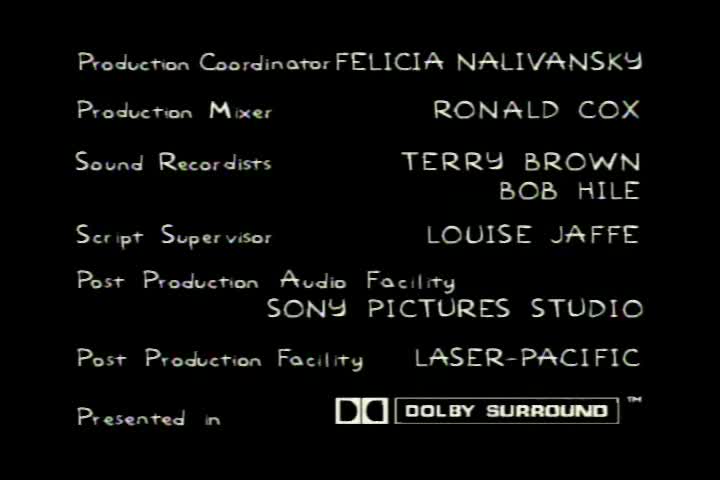 Production Coordinator FELICIA NALIVANSKY
Production Mixer RONALD COX
Sound Recordists TERRY BROWN
BOB HILE
Script Supervisor LOUISE JAFFE
Post Production Audio Facility
SONY PICTURES STUDIO
Post Production Facility LASER-PACIFIC
Presented in DOLBY SURROUND ™